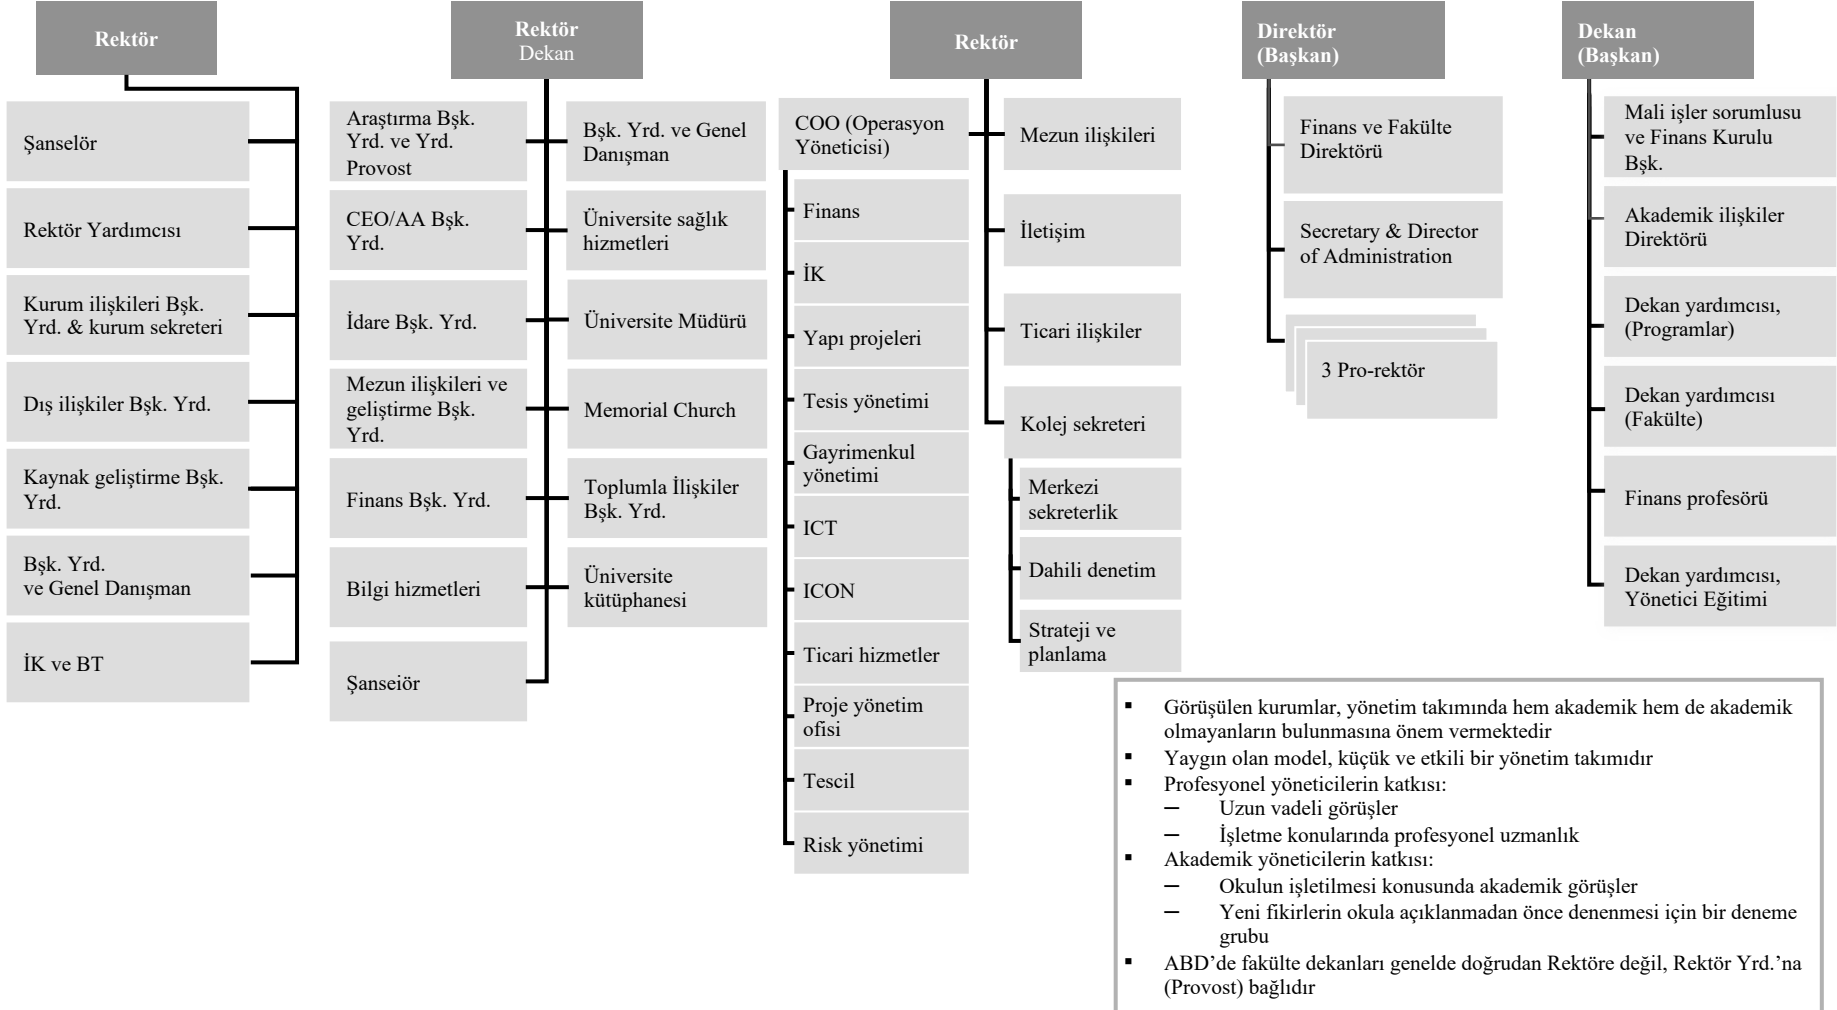 Rektör
Şanselör
Rektör Yardımcısı
Kurum ilişkileri Bşk.
Yrd. & kurum sekreteri
Dış ilişkiler Bşk. Yrd.
Kaynak geliştirme Bşk.
Yrd.
Bşk. Yrd.
ve Genel Danışman
İK ve BT
Rektör
Dekan
Araştırma Bşk.
Yrd. ve Yrd.
Provost
CEO/AA Bşk.
Yrd.
İdare Bşk. Yrd.
Mezun ilişkileri ve
geliştirme Bşk.
Yrd.
Finans Bşk. Yrd.
Bilgi hizmetleri
Şanseiör
Bşk. Yrd. ve Genel
Danışman
Üniversite sağlık
hizmetleri
Üniversite Müdürü
Memorial Church
Toplumla İlişkiler
Bşk. Yrd.
Üniversite
kütüphanesi
Rektör
COO (Operasyon
Yöneticisi)
Finans
İK
Yapı projeleri
Tesis yönetimi
Gayrimenkul
yönetimi
ICT
ICON
Ticari hizmetler
Proje yönetim
ofisi
Tescil
Risk yönetimi
Mezun ilişkileri
İletişim
Ticari ilişkiler
Kolej sekreteri
Merkezi
sekreterlik
Dahili denetim
Strateji ve
planlama
Direktör
(Başkan)
Finans ve Fakülte
Direktörü
Secretary & Director
of Administration
3 Pro-rektör
Dekan
(Başkan)
Mali işler sorumlusu
ve Finans Kurulu
Bşk.
Akademik ilişkiler
Direktörü
Dekan yardımcısı,
(Programlar)
Dekan yardımcısı
(Fakülte)
Finans profesörü
Dekan yardımcısı,
Yönetici Eğitimi
▪ Görüşülen kurumlar, yönetim takımında hem akademik hem de akademik
olmayanların bulunmasına önem vermektedir
▪ Yaygın olan model, küçük ve etkili bir yönetim takımıdır
▪ Profesyonel yöneticilerin katkısı:
— Uzun vadeli görüşler
— İşletme konularında profesyonel uzmanlık
▪ Akademik yöneticilerin katkısı:
— Okulun işletilmesi konusunda akademik görüşler
— Yeni fikirlerin okula açıklanmadan önce denenmesi için bir deneme
grubu
▪ ABD’de fakülte dekanları genelde doğrudan Rektöre değil, Rektör Yrd.’na
(Provost) bağlıdır